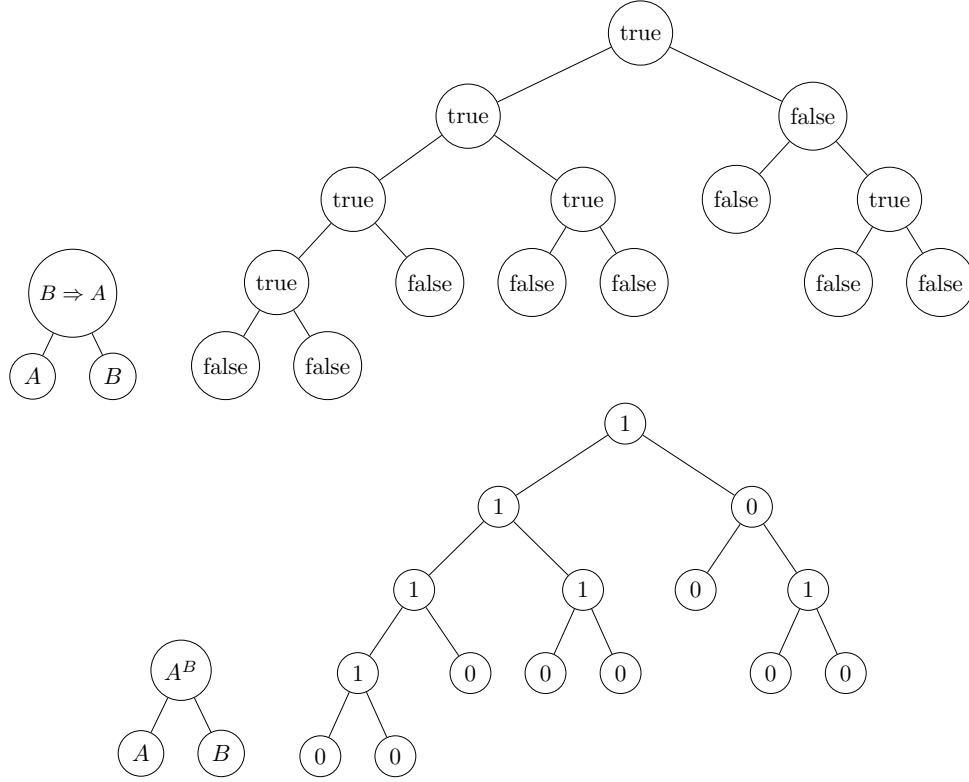 true
true false
true true false true
B ⇒ A true false false false false false
A B false false
1
1 0
1 1 0 1
A^B 1 0 0 0 0 0
A B 0 0